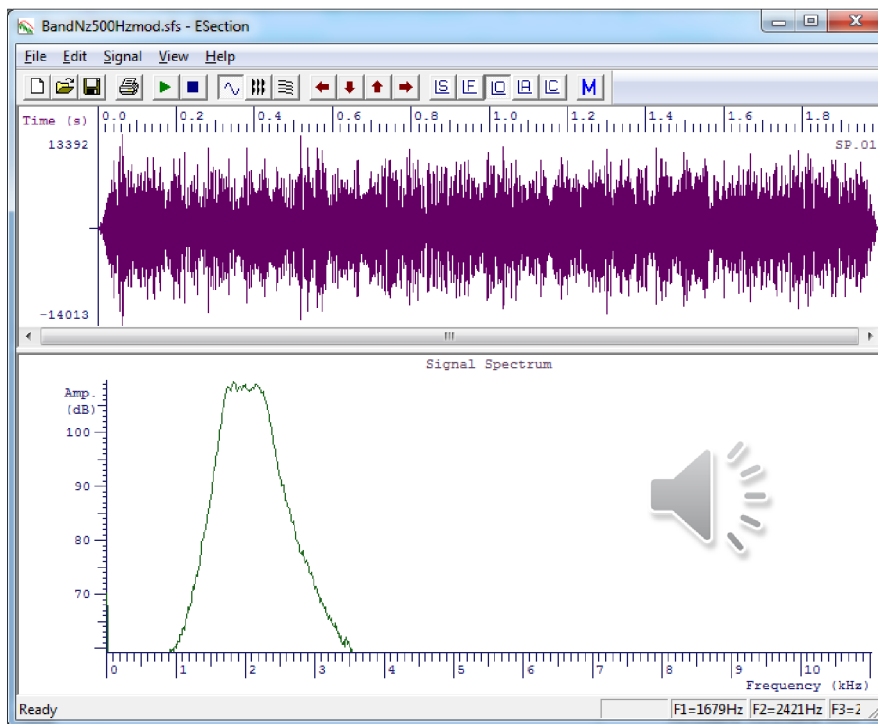 BandNz500Hzmod.sfs - ESection
File Edit Signal View Help
S F O A C M
Time (s) 0.0 0.2 0.4 0.6 0.8 1.0 1.2 1.4 1.6 1.8
13392 SP.01
-14013
Signal Spectrum
Amp.
(dB)
100
90
80
70
0 1 2 3 4 5 6 7 8 9 10
Frequency (kHz)
Ready F1=1679Hz F2=2421Hz F3=2